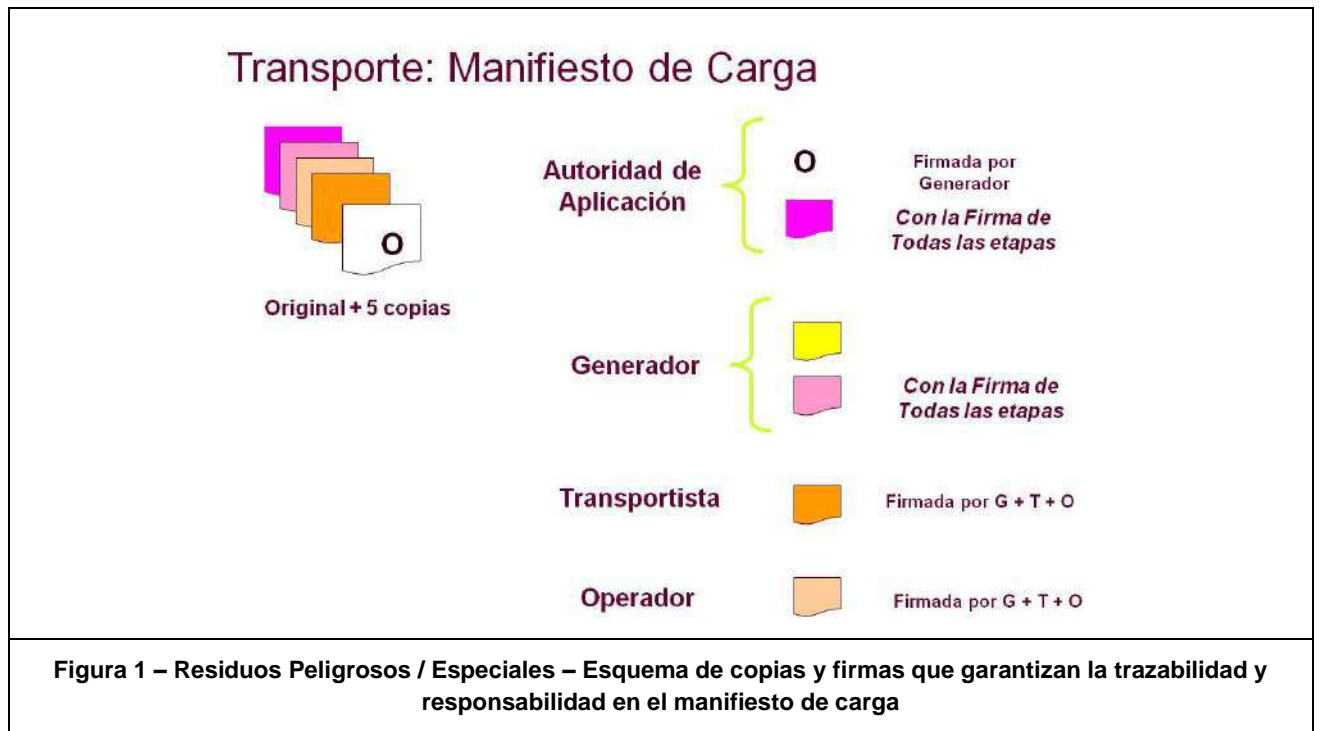 Transporte: Manifiesto de Carga
O
Original + 5 copias
Autoridad de
Aplicación
O
Firmada por
Generador
Con la Firma de
Todas las etapas
Generador
Con la Firma de
Todas las etapas
Transportista
Firmada por G + T + O
Operador
Firmada por G + T + O
Figura 1 – Residuos Peligrosos / Especiales – Esquema de copias y firmas que garantizan la trazabilidad y
responsabilidad en el manifiesto de carga